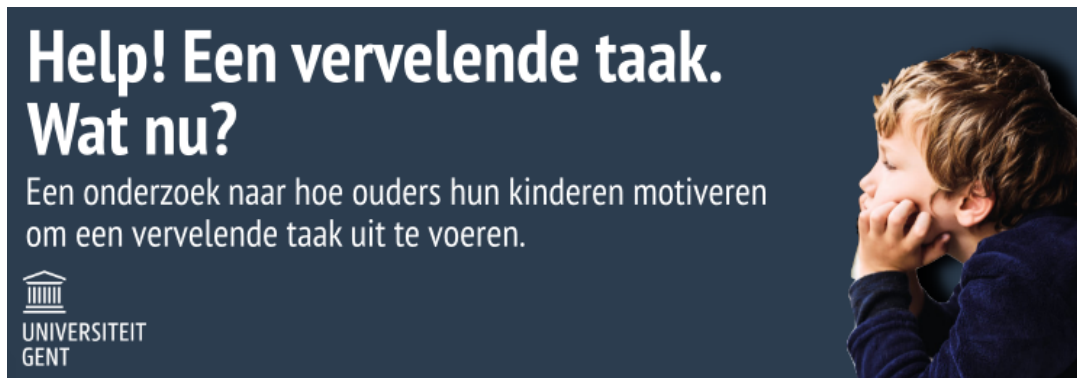 Help! Een vervelende taak.
Wat nu?
Een onderzoek naar hoe ouders hun kinderen motiveren
om een vervelende taak uit te voeren.
UNIVERSITEIT
GENT